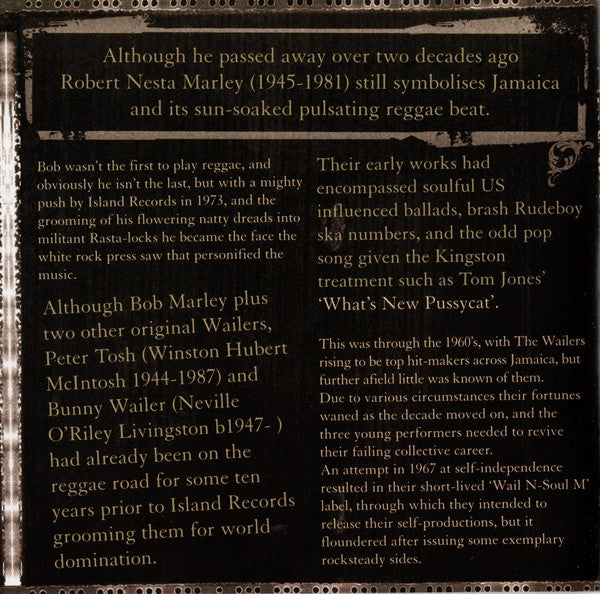 Although he passed away over two decades ago
Robert Nesta Marley (1945-1981) still symbolises Jamaica
and its sun-soaked pulsating reggae beat.
Bob wasn't the first to play reggae, and
obviously he isn't the last, but with a mighty
push by Island Records in 1973, and the
grooming of his flowering natty dreads into
militant Rasta-locks he became the face the
white rock press saw that personified the
music.
Although Bob Marley plus
two other original Wailers,
Peter Tosh (Winston Hubert
McIntosh 1944-1987) and
Bunny Wailer (Neville
O'Riley Livingston b1947- )
had already been on the
reggae road for some ten
years prior to Island Records
grooming them for world
domination.
Their early works had
encompassed soulful US
influenced ballads, brash Rudeboy
ska numbers, and the odd pop
song given the Kingston
treatment such as Tom Jones'
'What's New Pussycat'.
This was through the 1960's, with The Wailers
rising to be top hit-makers across Jamaica, but
further afield little was known of them.
Due to various circumstances their fortunes
waned as the decade moved on, and the
three young performers needed to revive
their failing collective career.
An attempt in 1967 at self-independence
resulted in their short-lived 'Wail N-Soul M'
label, through which they intended to
release their self-productions, but it
floundered after issuing some exemplary
rocksteady sides.